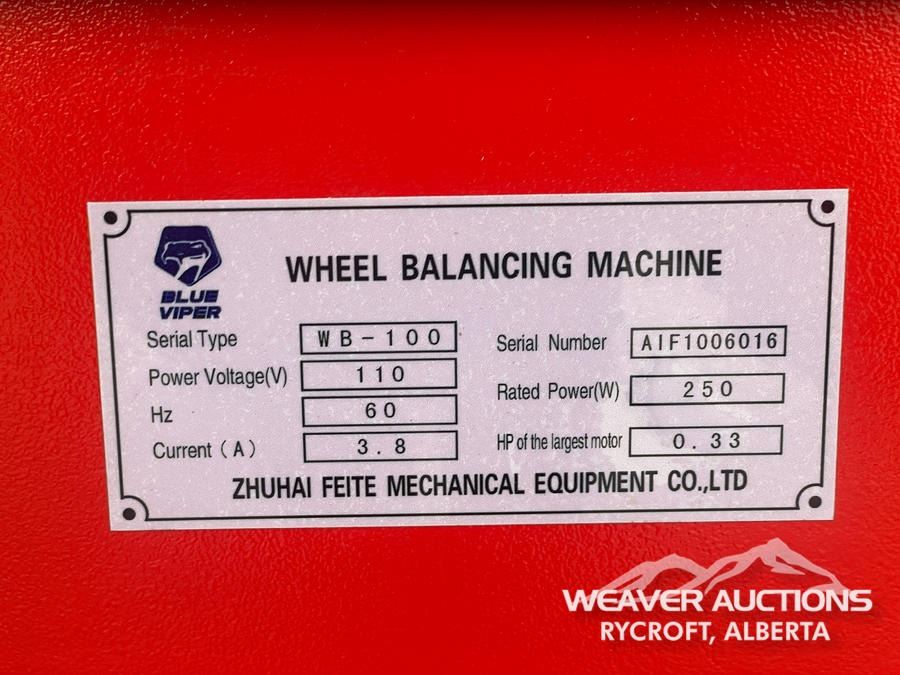 WHEEL BALANCING MACHINE
BLUE
VIPER
Serial Type WB-100 Serial Number AIF1006016
Power Voltage(V) 110 Rated Power(W) 250
Hz 60
Current (A) 3.8 HP of the largest motor 0.33
ZHUHAI FEITE MECHANICAL EQUIPMENT CO.,LTD
WEAVER AUCTIONS
RYCROFT, ALBERTA